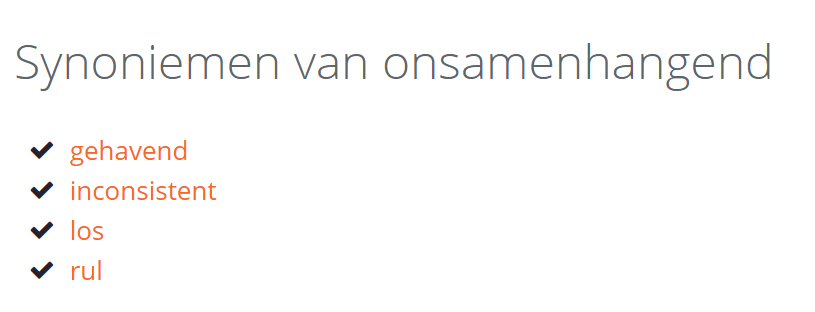 Synoniemen van onsamenhangend
gehavend
inconsistent
los
rul